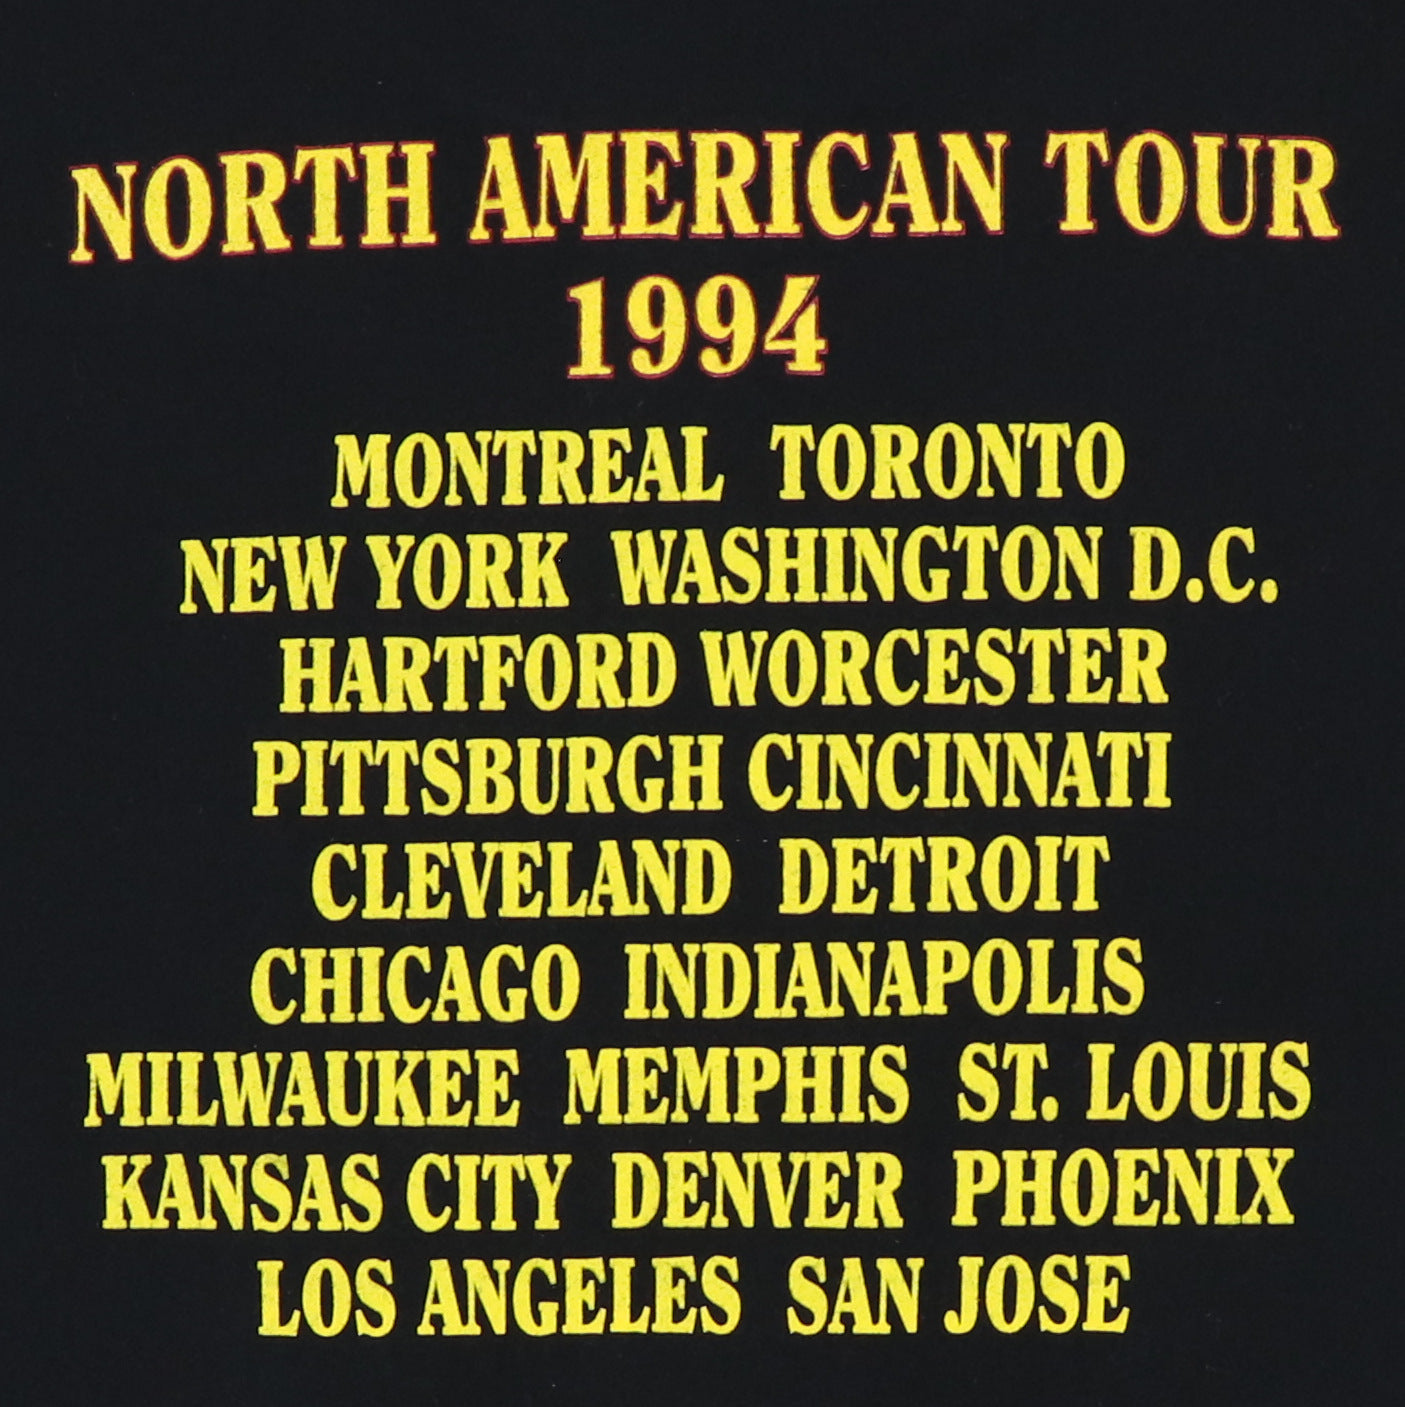 NORTH AMERICAN TOUR
1994
MONTREAL TORONTO
NEW YORK WASHINGTON D.C.
HARTFORD WORCESTER
PITTSBURGH CINCINNATI
CLEVELAND DETROIT
CHICAGO INDIANAPOLIS
MILWAUKEE MEMPHIS ST. LOUIS
KANSAS CITY DENVER PHOENIX
LOS ANGELES SAN JOSE